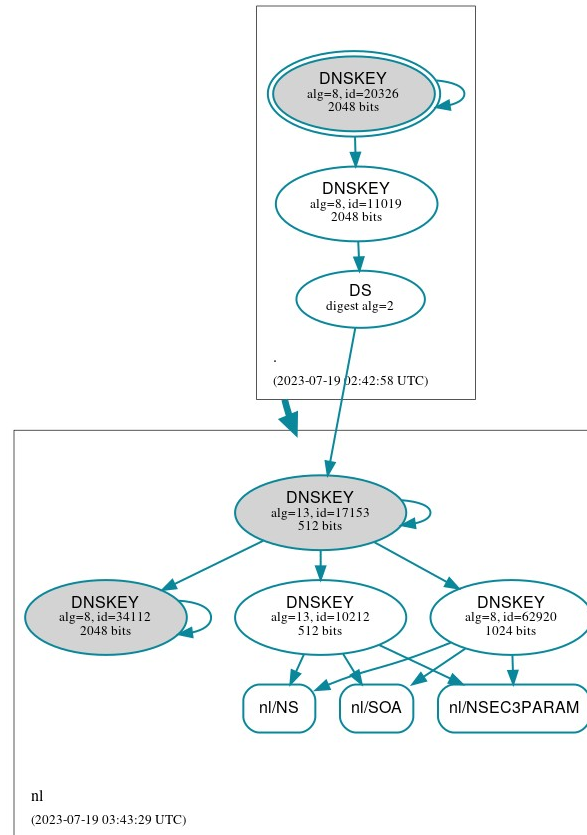 DNSKEY
alg=8, id=20326
2048 bits
DNSKEY
alg=8, id=11019
2048 bits
DS
digest alg=2
.
(2023-07-19 02:42:58 UTC)
DNSKEY
alg=13, id=17153
512 bits
DNSKEY
alg=8, id=34112
2048 bits
DNSKEY
alg=13, id=10212
512 bits
DNSKEY
alg=8, id=62920
1024 bits
nl/NS
nl/SOA
nl/NSEC3PARAM
nl
(2023-07-19 03:43:29 UTC)